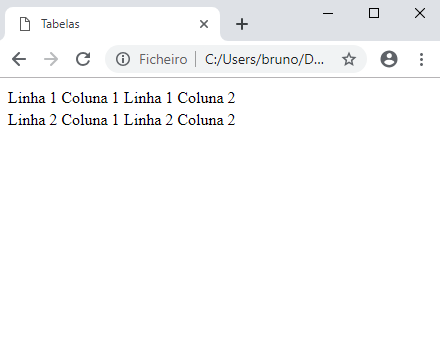 Tabelas
Ficheiro C:/Users/bruno/D...
Linha 1 Coluna 1 Linha 1 Coluna 2
Linha 2 Coluna 1 Linha 2 Coluna 2